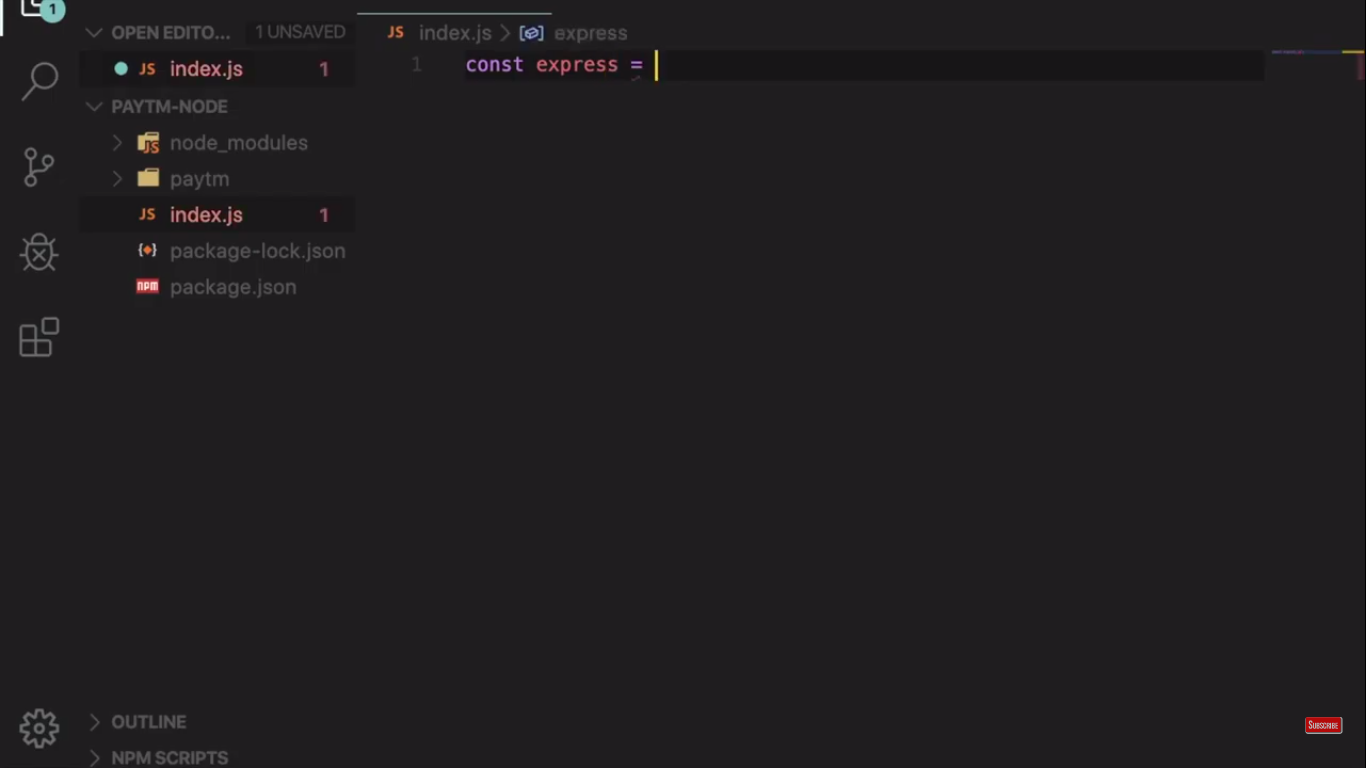 1
OPEN EDITO... 1 UNSAVED
JS index.js 1
PAYTM-NODE
JS node_modules
paytm
JS index.js 1
package-lock.json
npm package.json
OUTLINE
NPM SCRIPTS
JS index.js > express
1 const express =
SUBSCRIBE